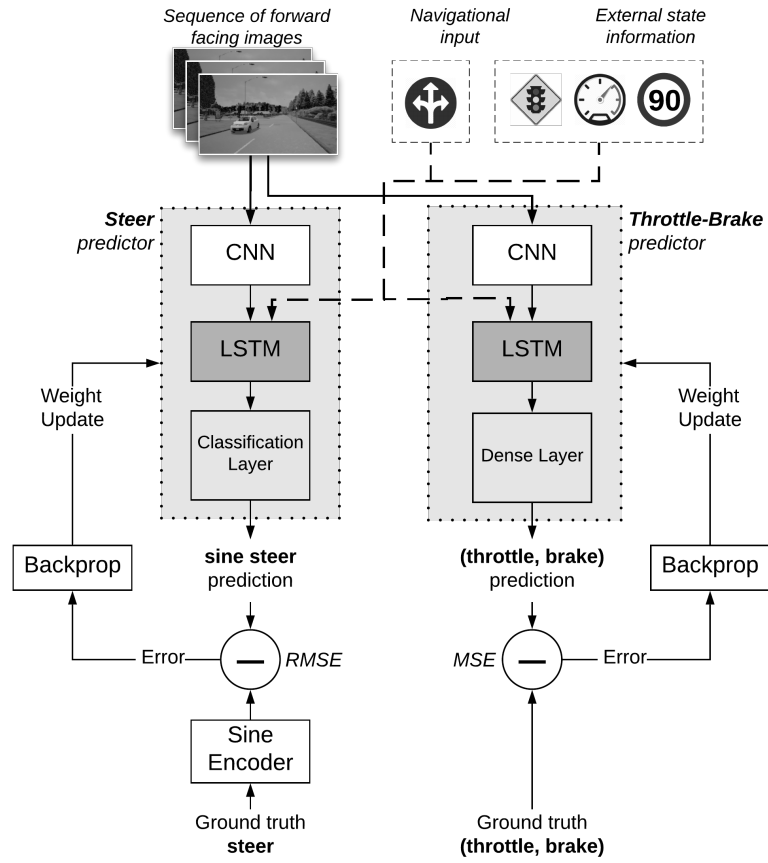 Sequence of forward
facing images
Navigational
input
External state
information
90
Steer
predictor
Throttle-Brake
predictor
CNN
CNN
LSTM
LSTM
Classification
Layer
Dense Layer
Weight
Update
Weight
Update
Backprop
Backprop
sine steer
prediction
(throttle, brake)
prediction
Error
RMSE
MSE
Error
Sine
Encoder
Ground truth
steer
Ground truth
(throttle, brake)